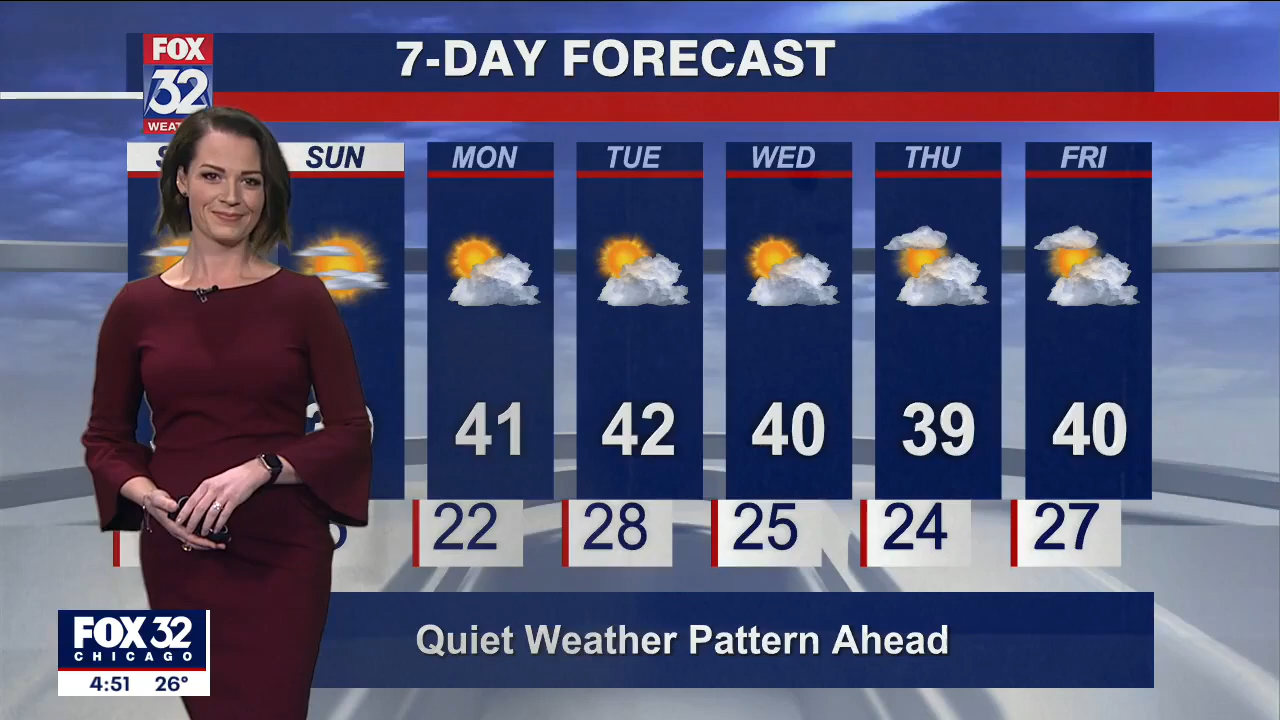 7-DAY FORECAST
FOX
32
SUN MON TUE WED THU FRI
41 42 40 39 40
22 28 25 24 27
Quiet Weather Pattern Ahead
FOX 32
CHICAGO
4:51 26°